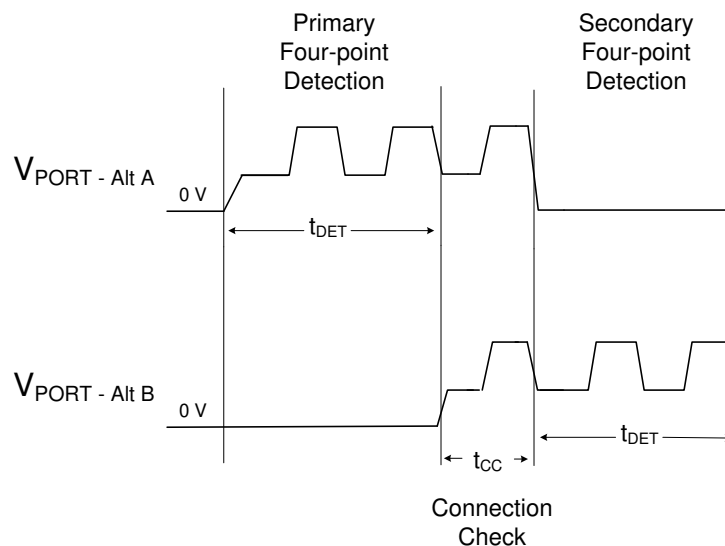 Primary
Four-point
Detection
Secondary
Four-point
Detection
VPORT - Alt A
0 V
tDET
VPORT - Alt B
0 V
tDET
tCC
Connection
Check